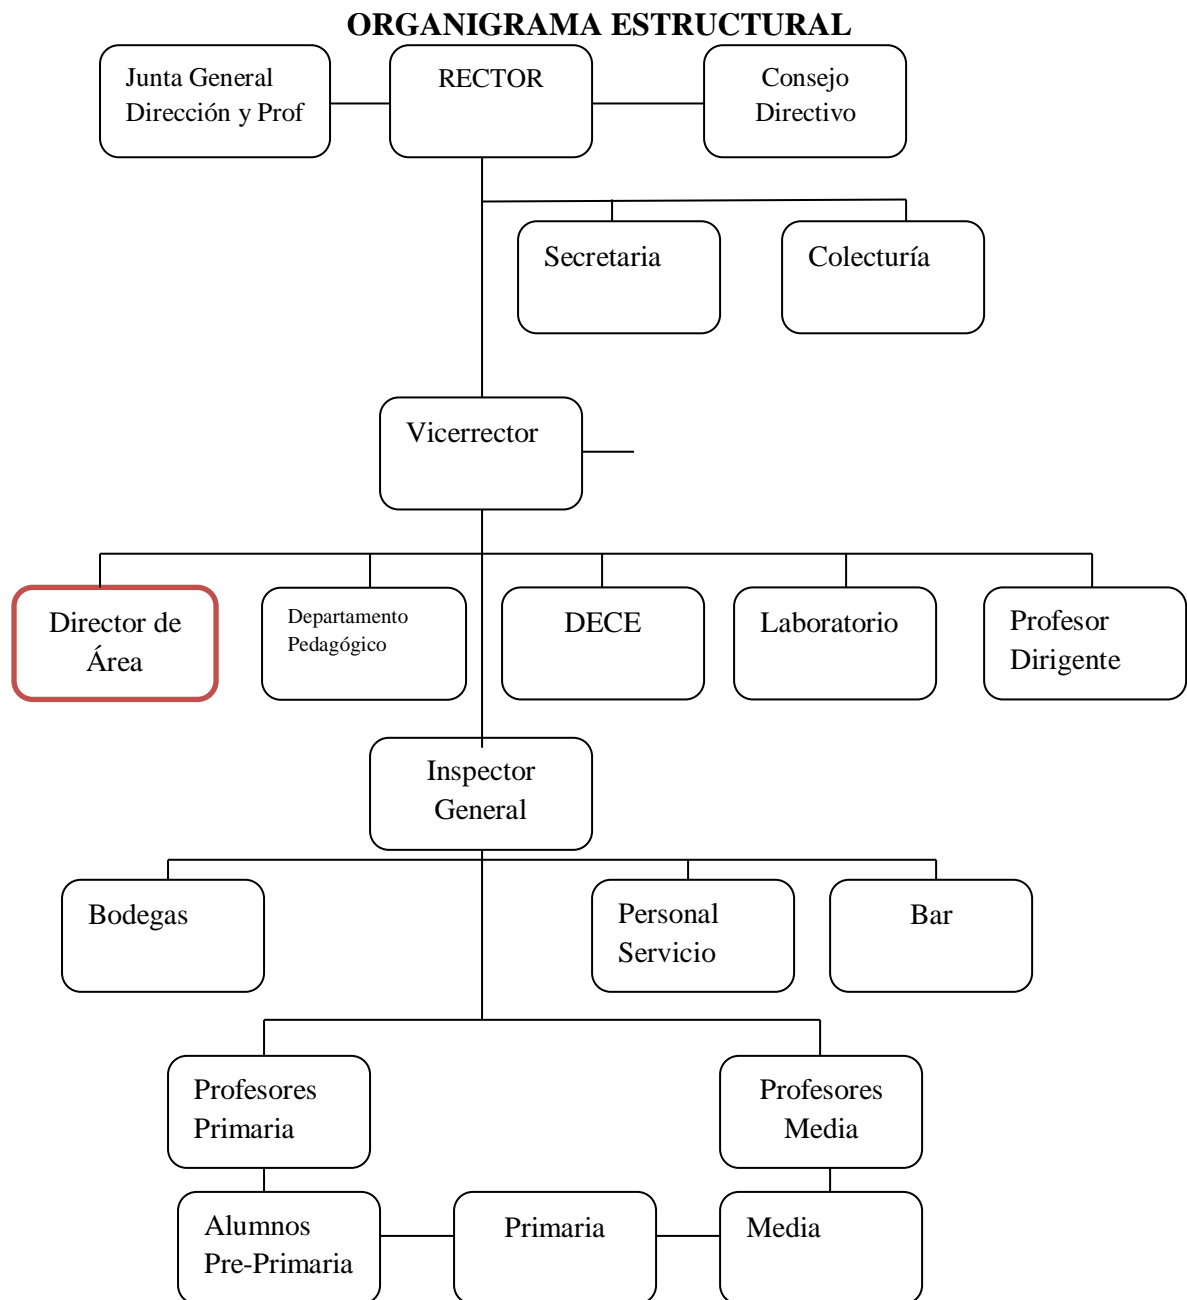 ORGANIGRAMA ESTRUCTURAL
Junta General
Dirección y Prof
RECTOR
Consejo
Directivo
Secretaria
Colecturía
Vicerrector
Director de
Área
Departamento
Pedagógico
DECE
Laboratorio
Profesor
Dirigente
Inspector
General
Bodegas
Personal
Servicio
Bar
Profesores
Primaria
Profesores
Media
Alumnos
Pre-Primaria
Primaria
Media